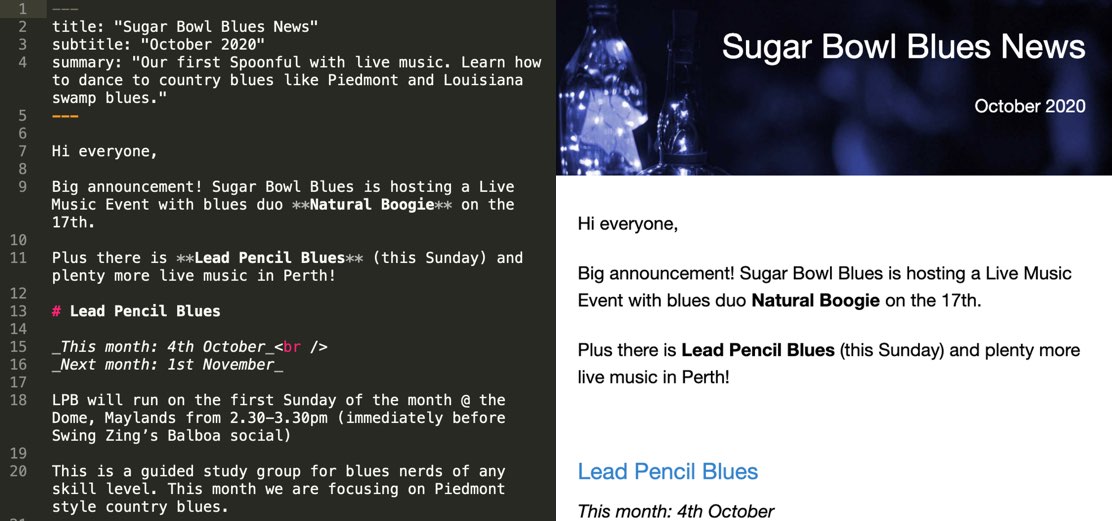 1 ---
2 title: "Sugar Bowl Blues News"
3 subtitle: "October 2020"
4 summary: "Our first Spoonful with live music. Learn how
to dance to country blues like Piedmont and Louisiana
swamp blues."
5 ---
6
7 Hi everyone,
8
9 Big announcement! Sugar Bowl Blues is hosting a Live
Music Event with blues duo **Natural Boogie** on the
17th.
10
11 Plus there is **Lead Pencil Blues** (this Sunday) and
plenty more live music in Perth!
12
13 # Lead Pencil Blues
14
15 _This month: 4th October_<br />
16 _Next month: 1st November_
17
18 LPB will run on the first Sunday of the month @ the
Dome, Maylands from 2.30-3.30pm (immediately before
Swing Zing’s Balboa social)
19
20 This is a guided study group for blues nerds of any
skill level. This month we are focusing on Piedmont
style country blues.
Sugar Bowl Blues News
October 2020
Hi everyone,
Big announcement! Sugar Bowl Blues is hosting a Live Music
Event with blues duo Natural Boogie on the 17th.
Plus there is Lead Pencil Blues (this Sunday) and plenty more
live music in Perth!
Lead Pencil Blues
This month: 4th October